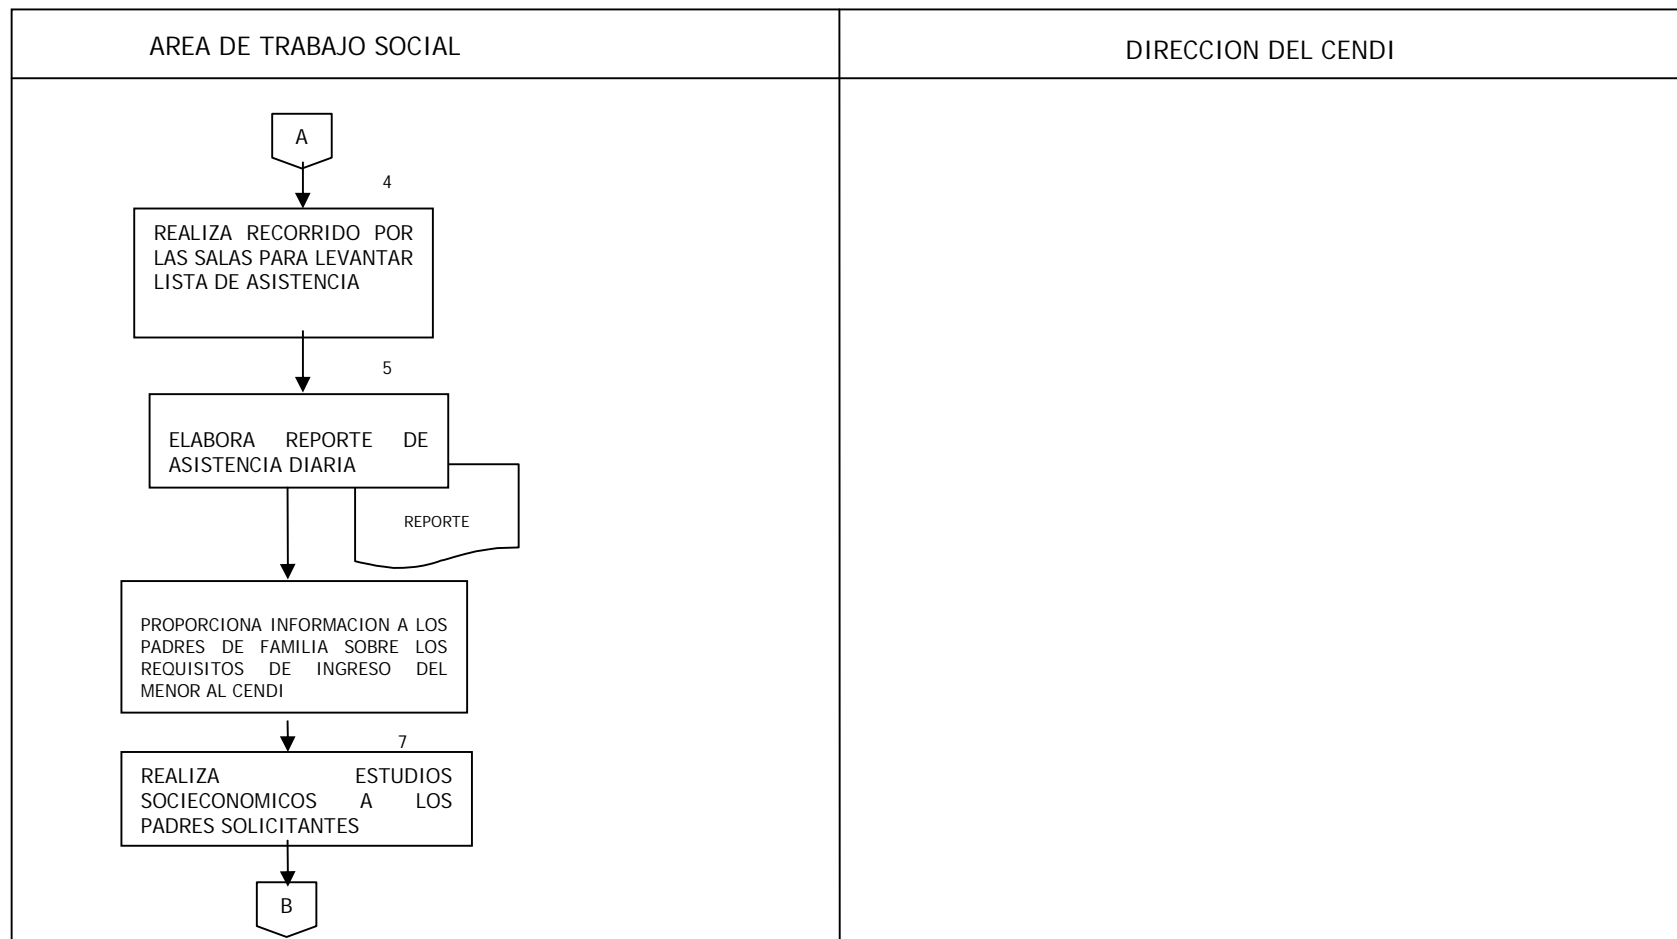 AREA DE TRABAJO SOCIAL
DIRECCION DEL CENDI
A
4
REALIZA RECORRIDO POR
LAS SALAS PARA LEVANTAR
LISTA DE ASISTENCIA
5
ELABORA REPORTE DE
ASISTENCIA DIARIA
REPORTE
PROPORCIONA INFORMACION A LOS
PADRES DE FAMILIA SOBRE LOS
REQUISITOS DE INGRESO DEL
MENOR AL CENDI
7
REALIZA ESTUDIOS
SOCIECONOMICOS A LOS
PADRES SOLICITANTES
B